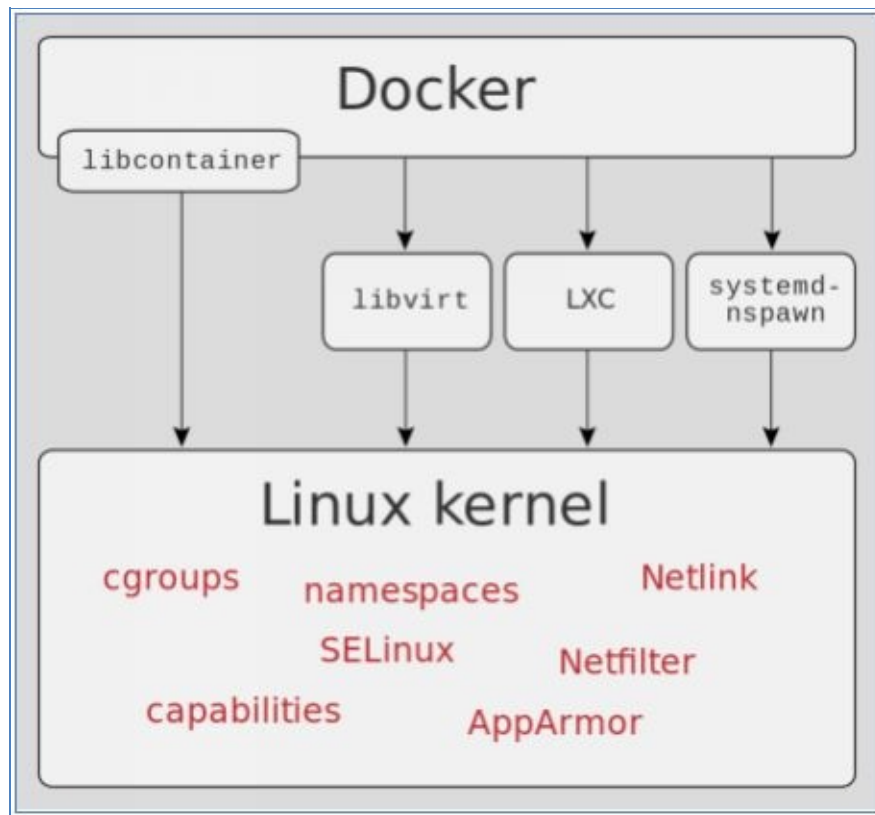 Docker
libcontainer
libvirt
LXC
systemd-
nspawn
Linux kernel
cgroups
namespaces
Netlink
SELinux
Netfilter
capabilities
AppArmor